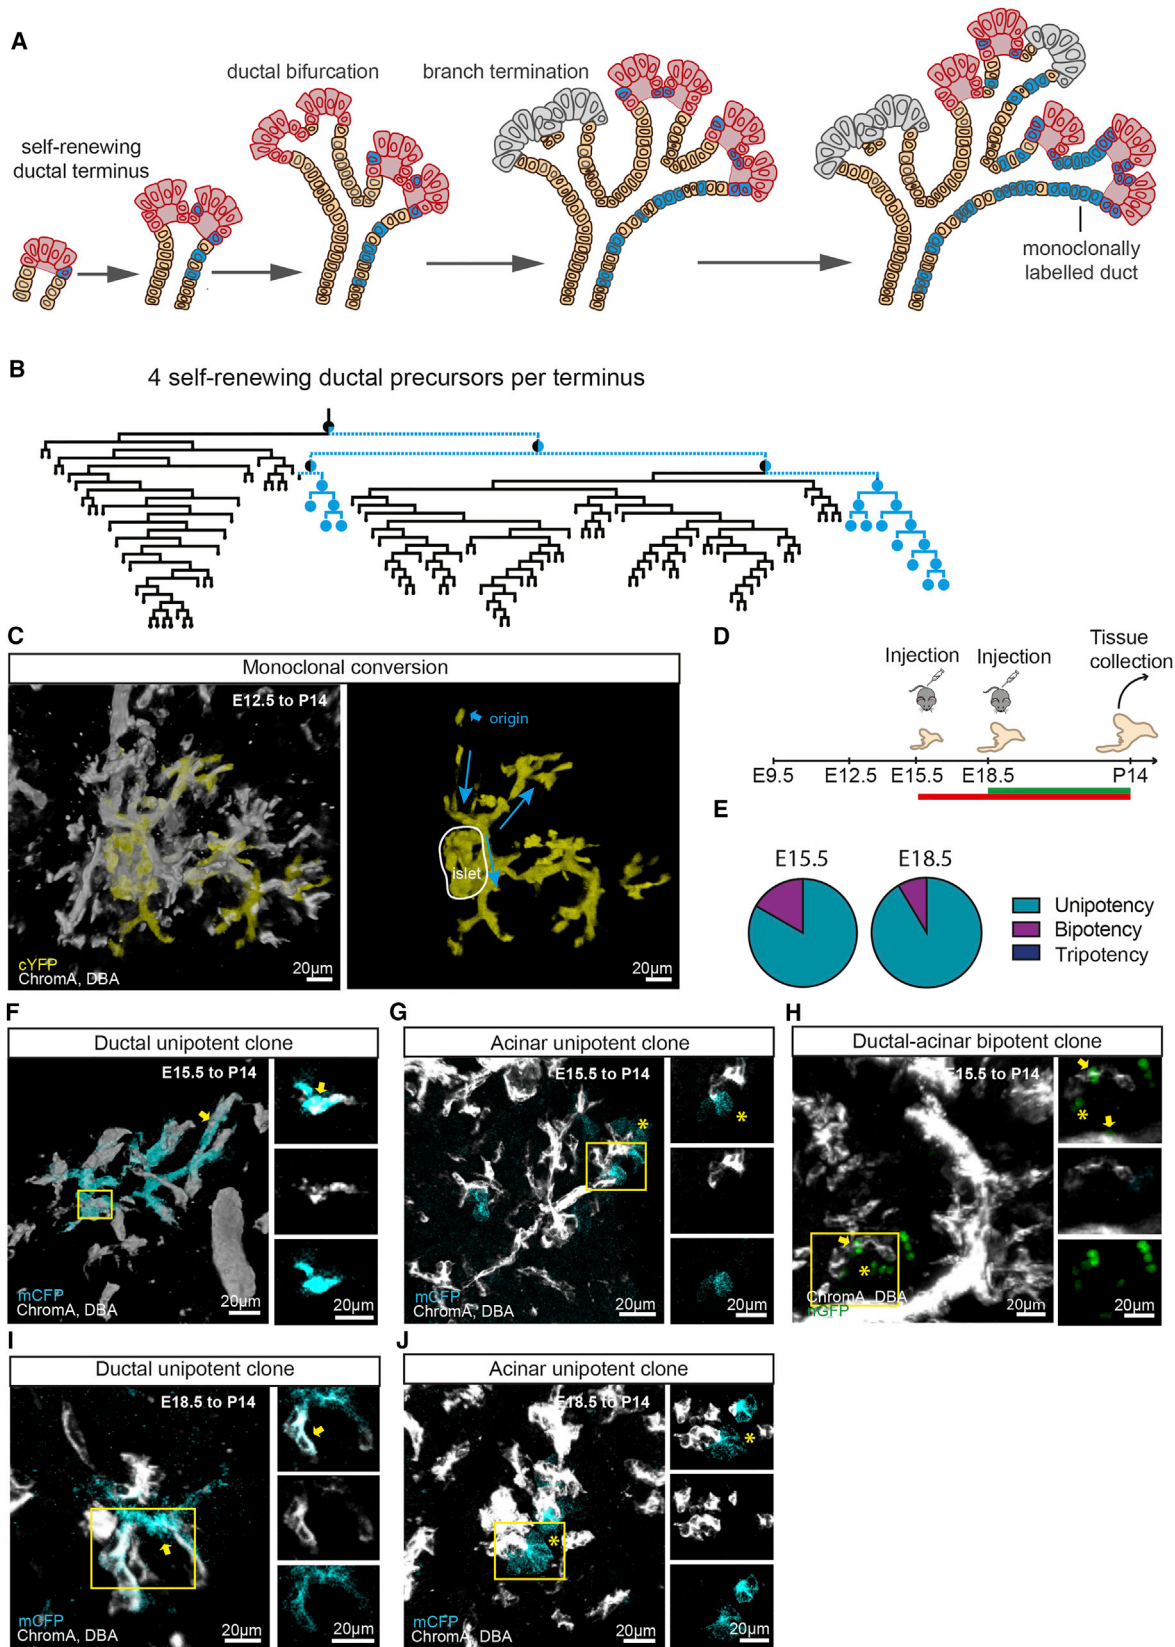 A
self-renewing
ductal terminus
ductal bifurcation
branch termination
monoclonally
labelled duct
B
4 self-renewing ductal precursors per terminus
C
Monoclonal conversion
E12.5 to P14
cYFP
ChromA, DBA
20µm
origin
islet
20µm
D
Injection
Injection
Tissue
collection
E9.5
E12.5
E15.5
E18.5
P14
E
E15.5
E18.5
Unipotency
Bipotency
Tripotency
F
Ductal unipotent clone
E15.5 to P14
mCFP
ChromA, DBA
20µm
20µm
G
Acinar unipotent clone
E15.5 to P14
*
*
mCFP
ChromA, DBA
20µm
20µm
H
Ductal-acinar bipotent clone
E15.5 to P14
*
*
ChromA, DBA
nGFP
20µm
20µm
I
Ductal unipotent clone
E18.5 to P14
mCFP
ChromA, DBA
20µm
20µm
J
Acinar unipotent clone
E18.5 to P14
*
*
mCFP
ChromA, DBA
20µm
20µm